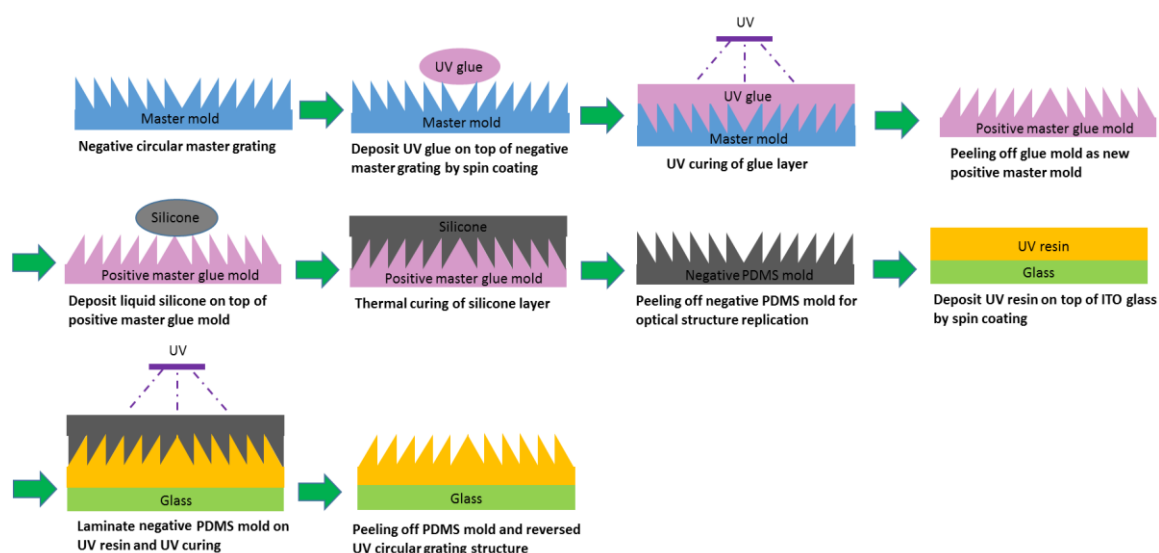 UV glue
UV
Master mold
Negative circular master grating
Master mold
Deposit UV glue on top of negative
master grating by spin coating
UV glue
Master mold
UV curing of glue layer
Positive master glue mold
Peeling off glue mold as new
positive master mold
Silicone
Positive master glue mold
Deposit liquid silicone on top of
positive master glue mold
Silicone
Positive master glue mold
Thermal curing of silicone layer
Negative PDMS mold
Peeling off negative PDMS mold for
optical structure replication
UV resin
Glass
Deposit UV resin on top of ITO glass
by spin coating
UV
Glass
Laminate negative PDMS mold on
UV resin and UV curing
Glass
Peeling off PDMS mold and reversed
UV circular grating structure